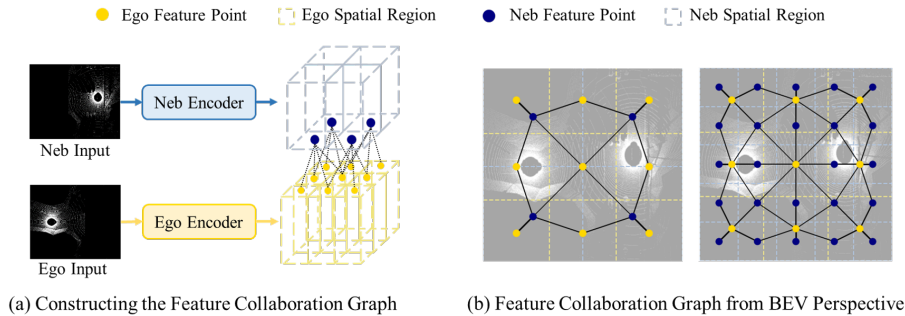 Ego Feature Point
Ego Spatial Region
Neb Feature Point
Neb Spatial Region
Neb Encoder
Neb Input
Ego Encoder
Ego Input
(a) Constructing the Feature Collaboration Graph
(b) Feature Collaboration Graph from BEV Perspective